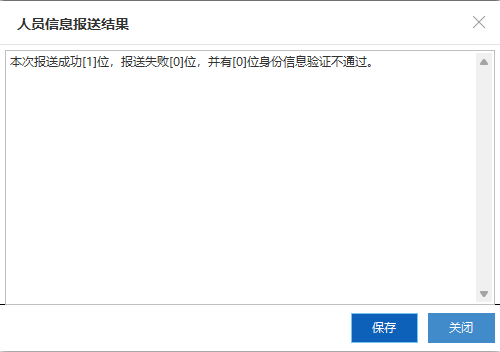 人员信息报送结果
本次报送成功[1]位，报送失败[0]位，并有[0]位身份信息验证不通过。
保存
关闭